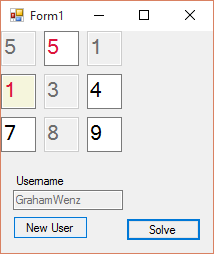 Form1
5 5 1
1 3 4
7 8 9
Username
GrahamWenz
New User
Solve